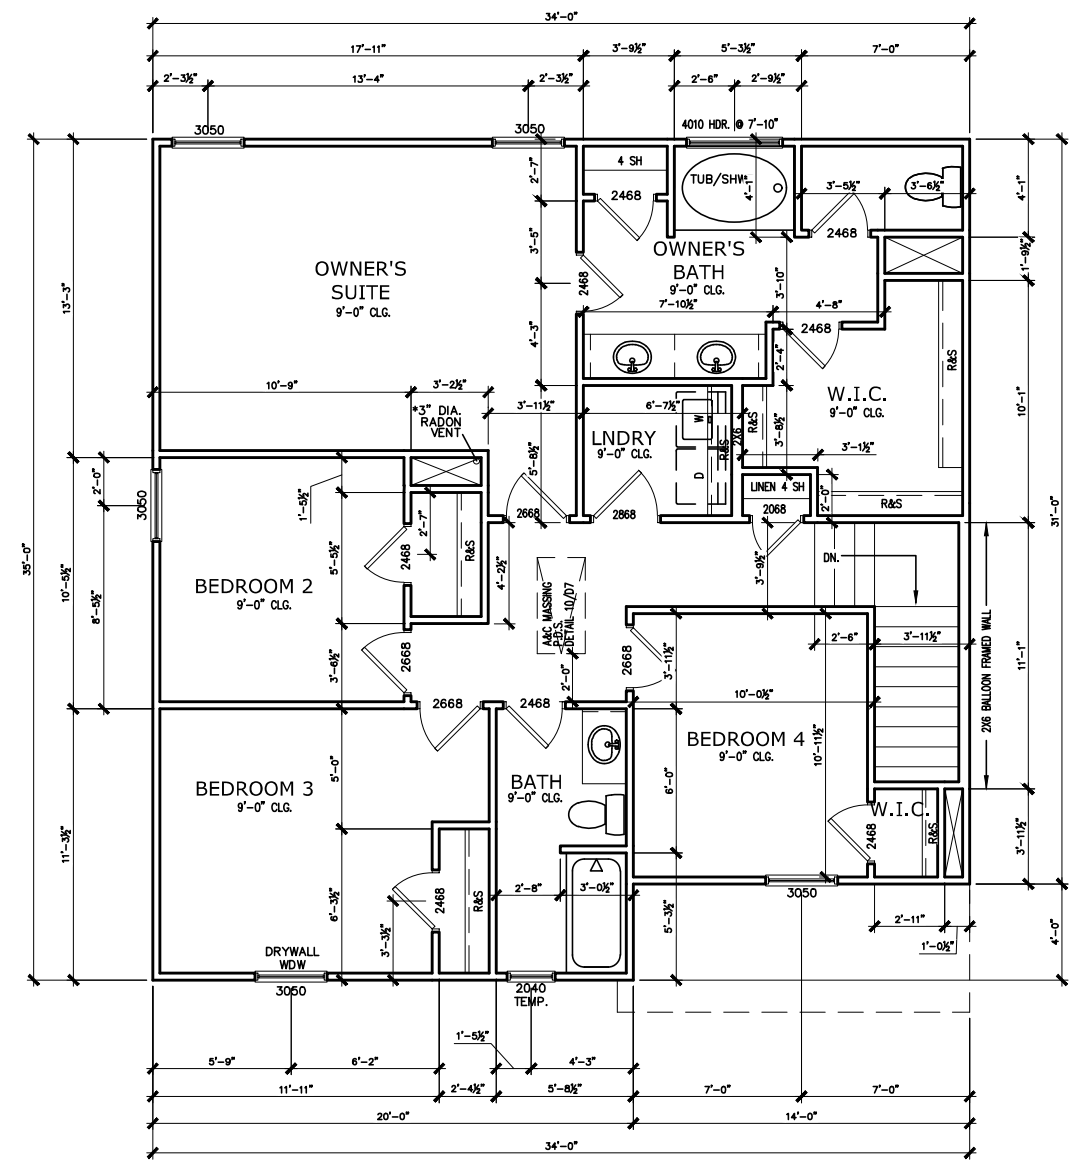 34'-0"
17'-11"
3'-9½"
5'-3½"
7'-0"
2'-3½"
13'-4"
2'-3½"
2'-6"
2'-9½"
3050
3050
4010 HDR. @ 7'-10"
4 SH
2'-7"
TUB/SHW.
4'-1"
3'-5½"
3'-6½"
4'-1"
2468
2468
3'-5"
OWNER'S
BATH
9'-0" CLG.
1'-9½"
OWNER'S
SUITE
9'-0" CLG.
2468
3'-10"
7'-10½"
4'-8"
13'-3"
2468
4'-3"
2'-4"
R&S
10'-9"
3'-2½"
W.I.C.
9'-0" CLG.
10'-1"
3'-11½"
6'-7½"
*3" DIA.
RADON
VENT
W
2X6
R&S
R&S
3'-8½"
LNDRY
9'-0" CLG.
3'-1½"
5'-8½"
D
LINEN 4 SH
2'-0"
R&S
2'-0"
3050
1'-5½"
2'-7"
2668
2868
2068
31'-0"
35'-0"
10'-5½"
8'-5½"
5'-5½"
2468
R&S
4'-2½"
3'-9½"
DN.
BEDROOM 2
9'-0" CLG.
A&C MASSING
P.D.S.
DETAIL 10/D7
2X6 BALLOON FRAMED WALL
2'-6"
3'-11½"
11'-1"
3'-6½"
2668
2'-0"
2668
3'-11½"
10'-0½"
2668
2468
BEDROOM 4
9'-0" CLG.
10'-11½"
5'-0"
BEDROOM 3
9'-0" CLG.
BATH
9'-0" CLG.
6'-0"
11'-3½"
W.I.C.
2468
R&S
3'-11½"
6'-3½"
2468
R&S
2'-8"
3'-0½"
3050
3'-3½"
5'-3½"
2'-11"
1'-0½"
4'-0"
DRYWALL
WDW
3050
2040
TEMP.
1'-5½"
5'-9"
6'-2"
4'-3"
11'-11"
2'-4½"
5'-8½"
7'-0"
7'-0"
20'-0"
14'-0"
34'-0"